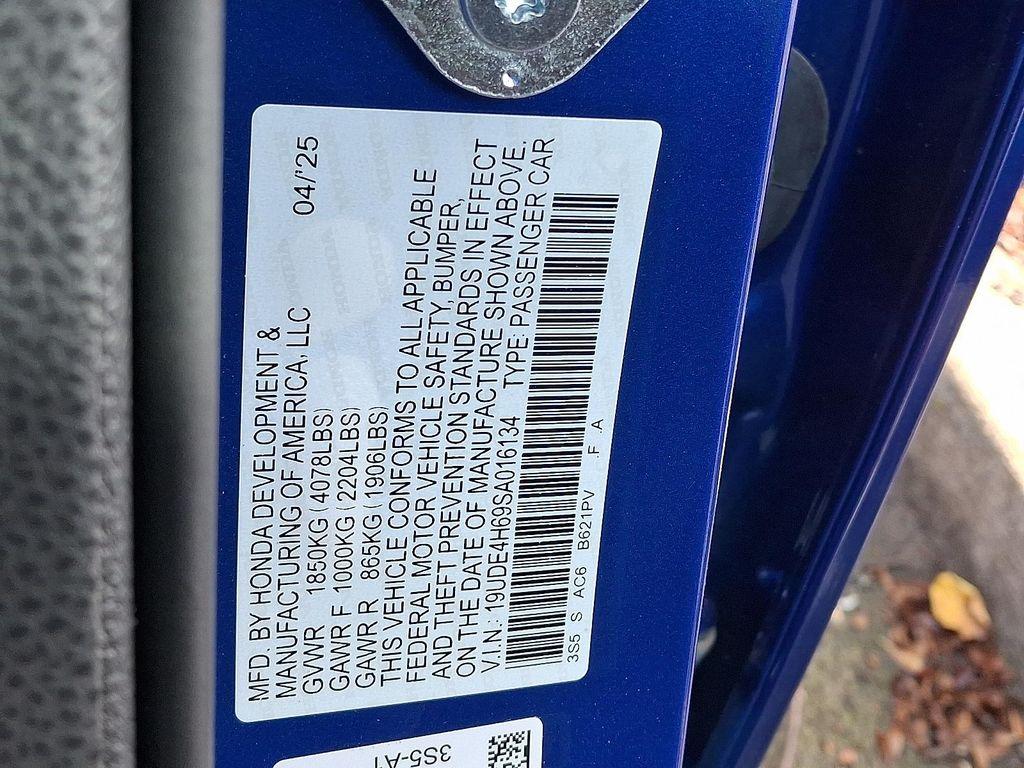 MFD. BY HONDA DEVELOPMENT &
MANUFACTURING OF AMERICA, LLC 04/'25
GVWR 1850KG (4078LBS)
GAWR F 1000KG (2204LBS)
GAWR R 865KG (1906LBS)
THIS VEHICLE CONFORMS TO ALL APPLICABLE
FEDERAL MOTOR VEHICLE SAFETY, BUMPER,
AND THEFT PREVENTION STANDARDS IN EFFECT
ON THE DATE OF MANUFACTURE SHOWN ABOVE.
V.I.N.: 19UDE4H69SA016134 TYPE: PASSENGER CAR
3S5 S AC6 B621PV .F A
3S5-A1